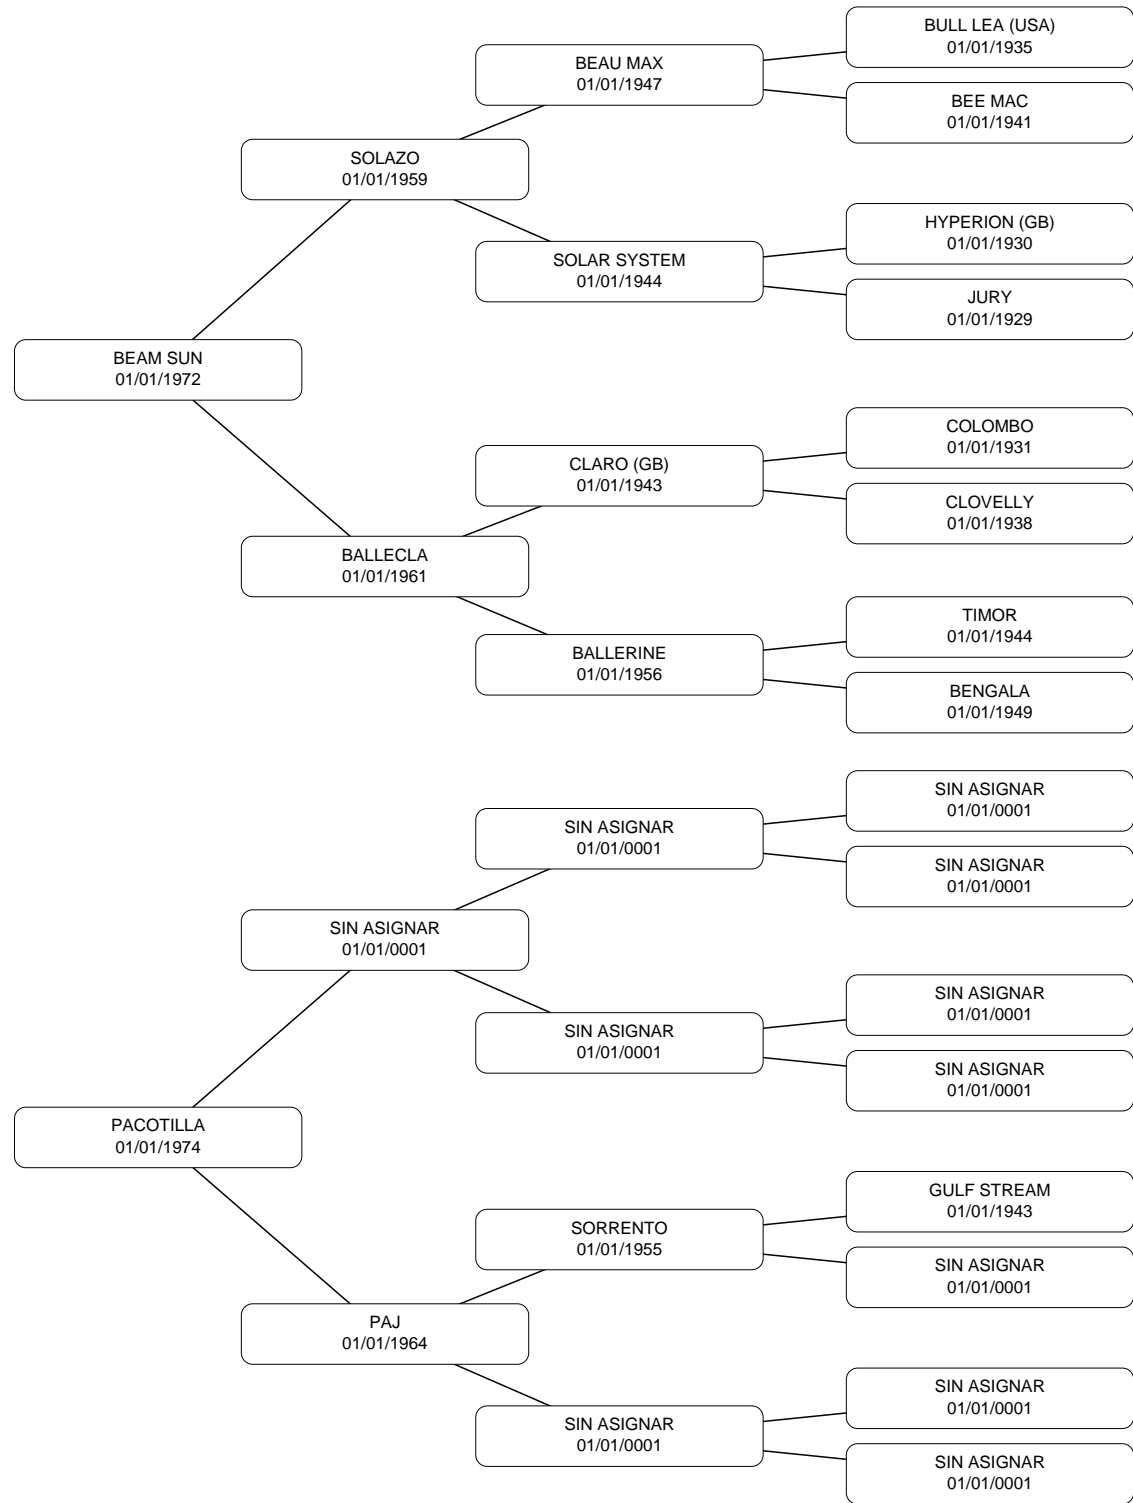 BULL LEA (USA)
01/01/1935
BEAU MAX
01/01/1947
BEE MAC
01/01/1941
SOLAZO
01/01/1959
HYPERION (GB)
01/01/1930
SOLAR SYSTEM
01/01/1944
JURY
01/01/1929
BEAM SUN
01/01/1972
COLOMBO
01/01/1931
CLARO (GB)
01/01/1943
CLOVELLY
01/01/1938
BALLECLA
01/01/1961
TIMOR
01/01/1944
BALLERINE
01/01/1956
BENGALA
01/01/1949
SIN ASIGNAR
01/01/0001
SIN ASIGNAR
01/01/0001
SIN ASIGNAR
01/01/0001
SIN ASIGNAR
01/01/0001
SIN ASIGNAR
01/01/0001
SIN ASIGNAR
01/01/0001
SIN ASIGNAR
01/01/0001
PACOTILLA
01/01/1974
GULF STREAM
01/01/1943
SORRENTO
01/01/1955
SIN ASIGNAR
01/01/0001
PAJ
01/01/1964
SIN ASIGNAR
01/01/0001
SIN ASIGNAR
01/01/0001
SIN ASIGNAR
01/01/0001